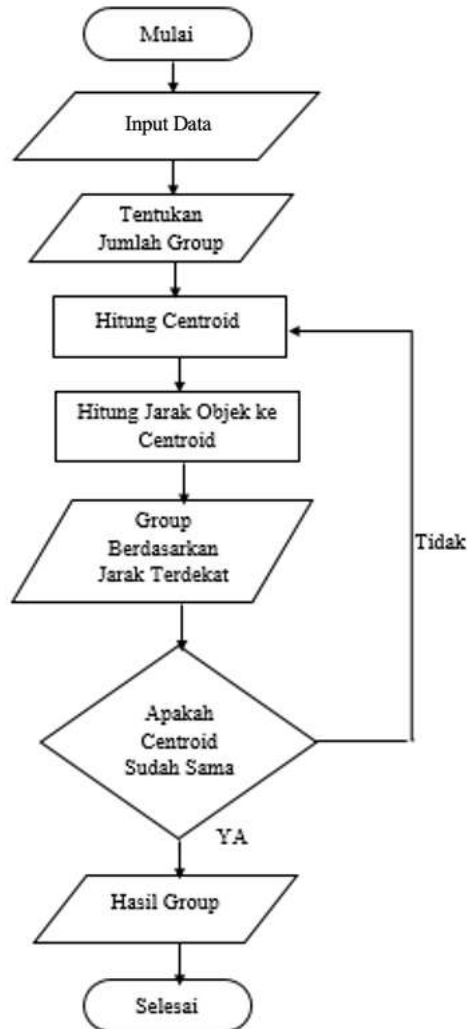 Mulai
Input Data
Tentukan
Jumlah Group
Hitung Centroid
Hitung Jarak Objek ke
Centroid
Group
Berdasarkan
Jarak Terdekat
Tidak
Apakah
Centroid
Sudah Sama
YA
Hasil Group
Selesai